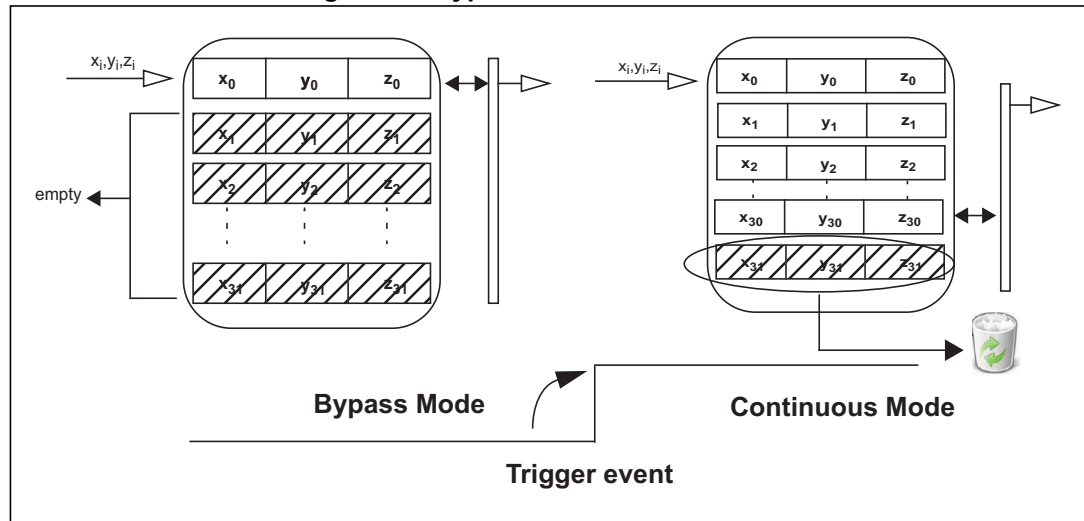 xᵢ,yᵢ,zᵢ
x₀ y₀ z₀
x₁ y₁ z₁
x₂ y₂ z₂
x₃₁ y₃₁ z₃₁
empty
xᵢ,yᵢ,zᵢ
x₀ y₀ z₀
x₁ y₁ z₁
x₂ y₂ z₂
x₃₀ y₃₀ z₃₀
x₃₁ y₃₁ z₃₁
Bypass Mode
Continuous Mode
Trigger event